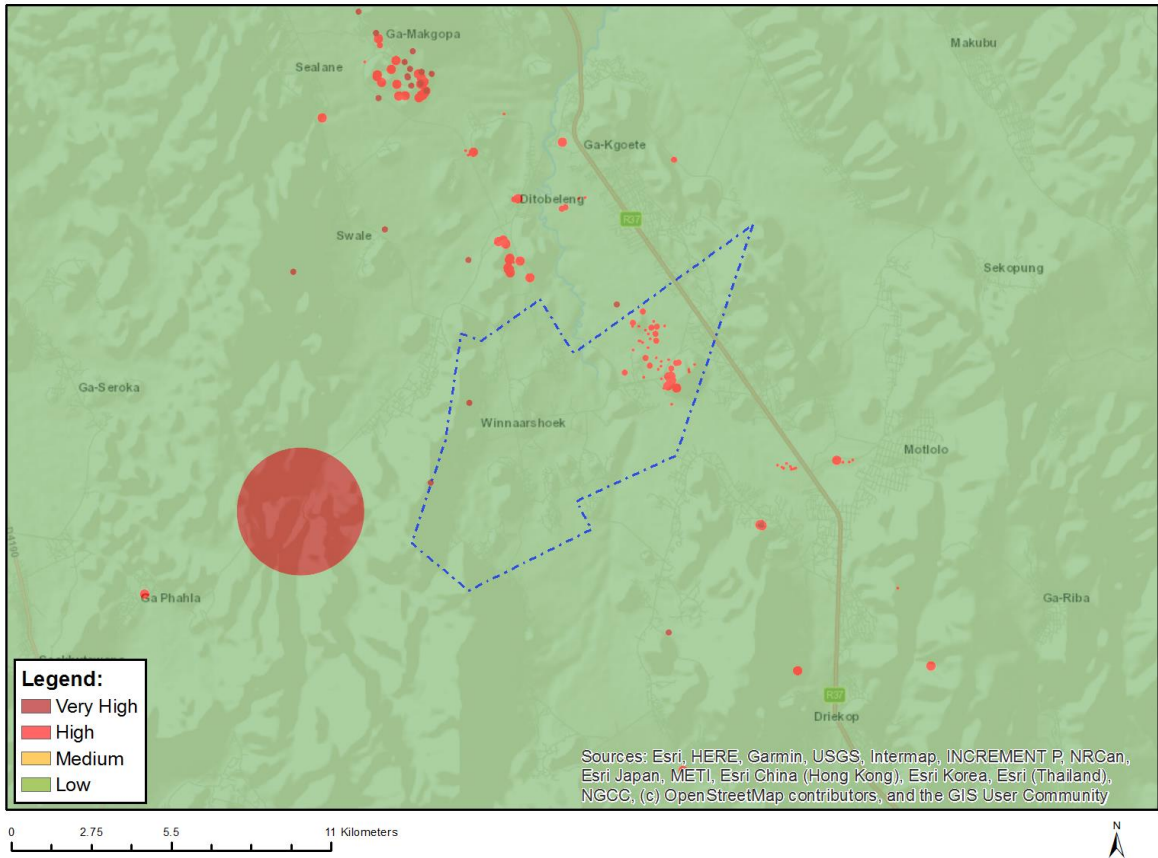 Ga-Makgopa
Makubu
Sealane
Ga-Kgoete
Ditobeleng
R37
Swale
Sekopung
Ga-Seroka
Winnaarshoek
Motlolo
Ga Phahla
Ga-Riba
R37
Driekop
Legend:
Very High
High
Medium
Low
Sources: Esri, HERE, Garmin, USGS, Intermap, INCREMENT P, NRCan,
Esri Japan, METI, Esri China (Hong Kong), Esri Korea, Esri (Thailand),
NGCC, (c) OpenStreetMap contributors, and the GIS User Community
0 2.75 5.5 11 Kilometers
N